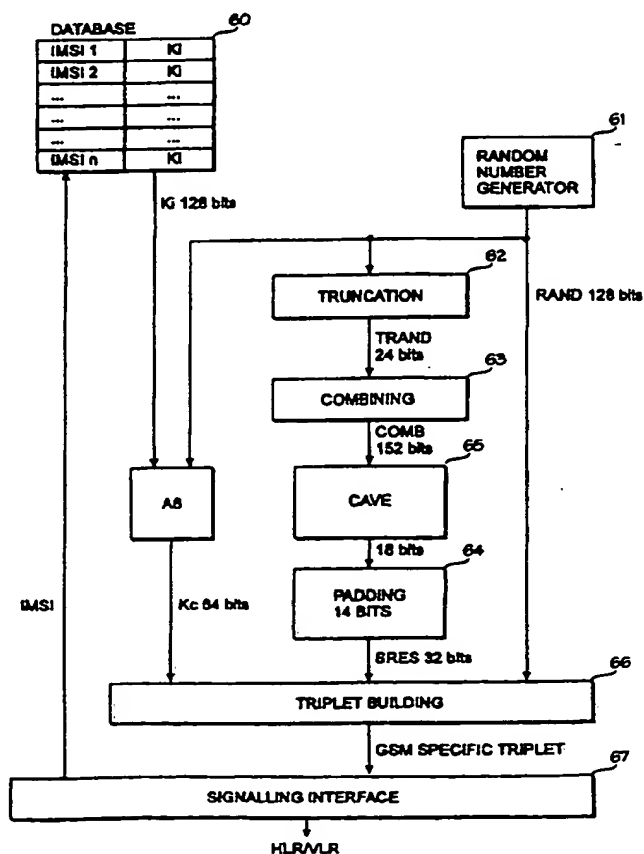 DATABASE
60
IMSI 1 KI
IMSI 2 KI
... ...
... ...
... ...
IMSI n KI
61
RANDOM
NUMBER
GENERATOR
KI 128 bits
62
TRUNCATION
RAND 128 bits
TRAND
24 bits
63
COMBINING
COMB
152 bits
65
A8
CAVE
18 bits
64
IMSI
Kc 64 bits
PADDING
14 BITS
SRES 32 bits
66
TRIPLET BUILDING
GSM SPECIFIC TRIPLET
67
SIGNALLING INTERFACE
HLR/VLR